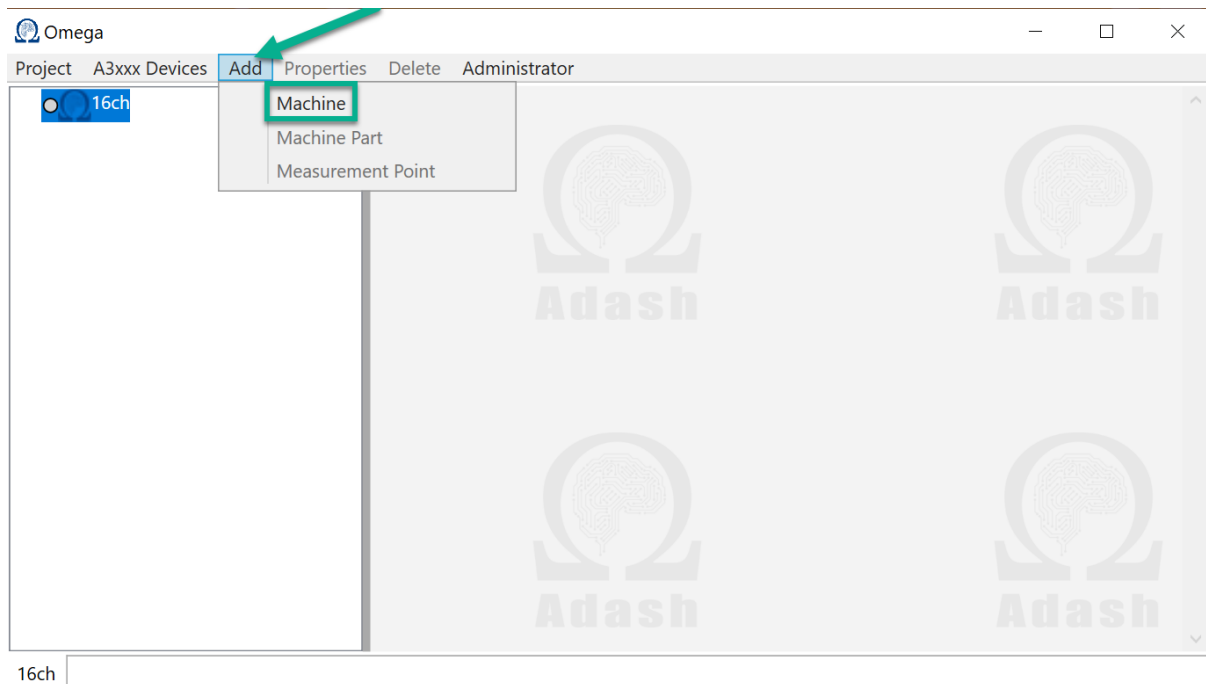 Omega
Project A3xxx Devices Add Properties Delete Administrator
16ch
Machine
Machine Part
Measurement Point
Adash Adash
Adash Adash
16ch